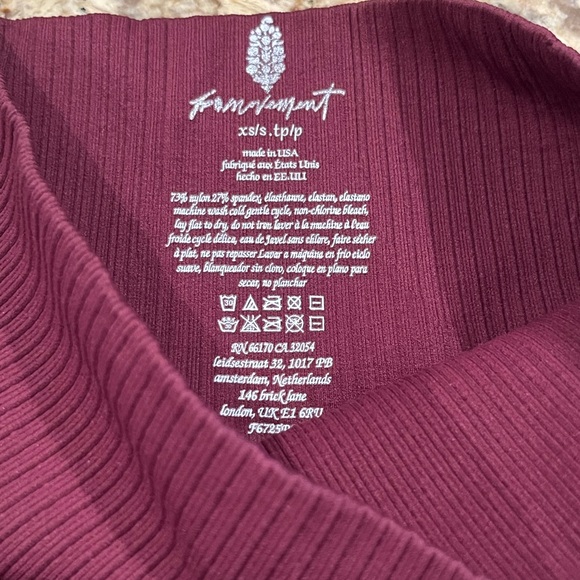 fp movement
xs/s.tp/p
made in USA
fabriqué aux États Unis
hecho en EE.UU
73% nylon 27% spandex, élasthanne, elastan, elastano
machine wash cold gentle cycle, non-chlorine bleach,
lay flat to dry, do not iron laver à la machine à l'eau
froide cycle délica, eau de Javel sans chlore, faire sécher
à plat, ne pas repasser Lavar a máquina en frío ciclo
suave, blanqueador sin cloro, coloque en plano para
secar, no planchar
30
RN 66170 CA 32054
leidsestraat 32, 1017 PB
amsterdam, Netherlands
146 brick lane
london, UK E1 6RU